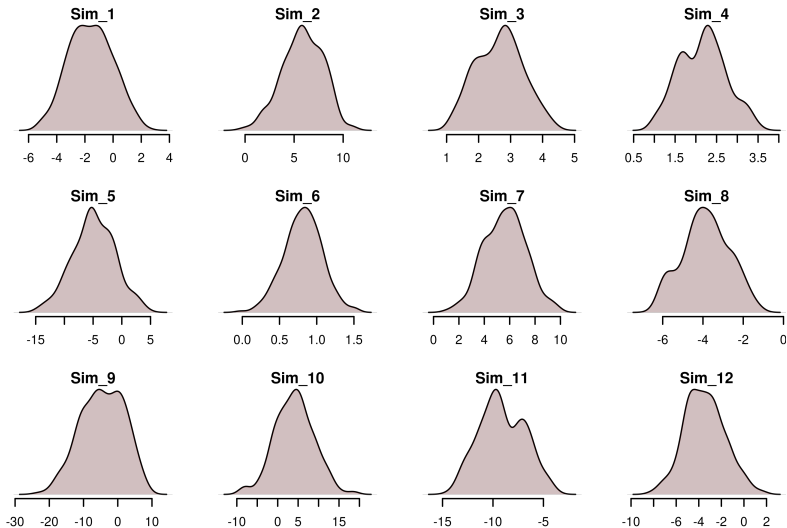 Sim_1 Sim_2 Sim_3 Sim_4
-6 -4 -2 0 2 4 0 5 10 1 2 3 4 5 0.5 1.5 2.5 3.5
Sim_5 Sim_6 Sim_7 Sim_8
-15 -5 0 5 0.0 0.5 1.0 1.5 0 2 4 6 8 10 -6 -4 -2 0
Sim_9 Sim_10 Sim_11 Sim_12
-30 -20 -10 0 10 -10 0 5 15 -15 -10 -5 -10 -6 -4 -2 0 2